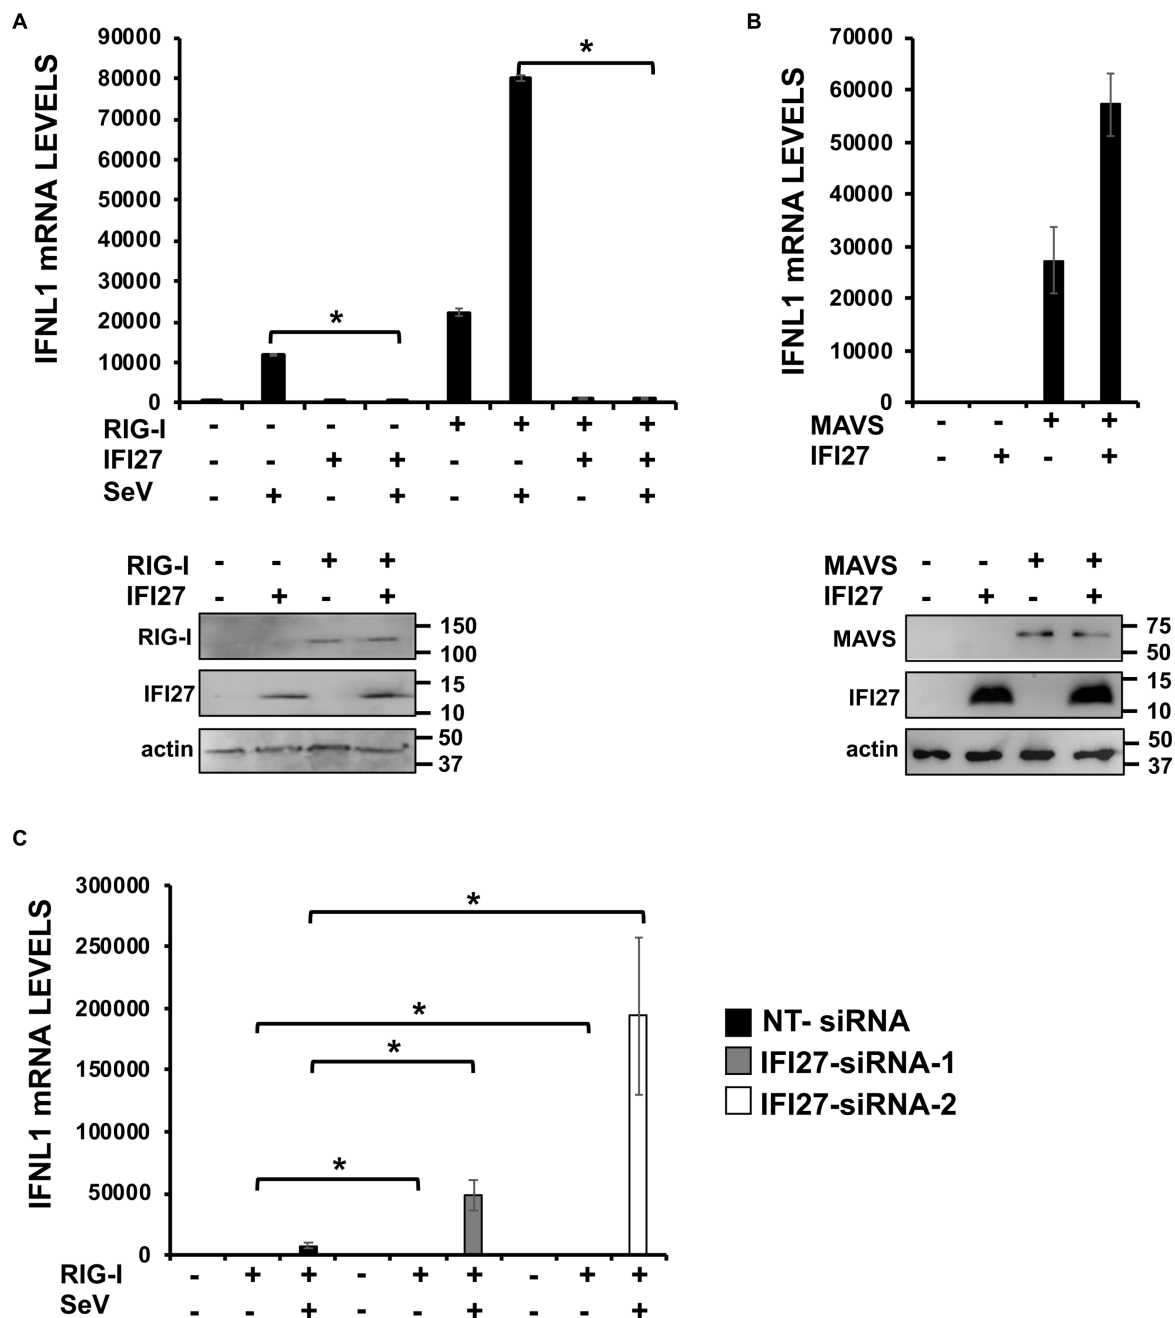 A
IFNL1 mRNA LEVELS
90000
80000
70000
60000
50000
40000
30000
20000
10000
0
*
*
RIG-I - - - - + + + +
IFI27 - - + + - - + +
SeV - + - + - + - +
RIG-I - - + +
IFI27 - + - +
RIG-I 150
100
IFI27 15
10
actin 50
37
B
IFNL1 mRNA LEVELS
70000
60000
50000
40000
30000
20000
10000
0
MAVS - - + +
IFI27 - + - +
MAVS - - + +
IFI27 - + - +
MAVS 75
50
IFI27 15
10
actin 50
37
C
IFNL1 mRNA LEVELS
300000
250000
200000
150000
100000
50000
0
*
*
*
*
RIG-I - + + - + + - + +
SeV - - + - - + - - +
NT- siRNA
IFI27-siRNA-1
IFI27-siRNA-2